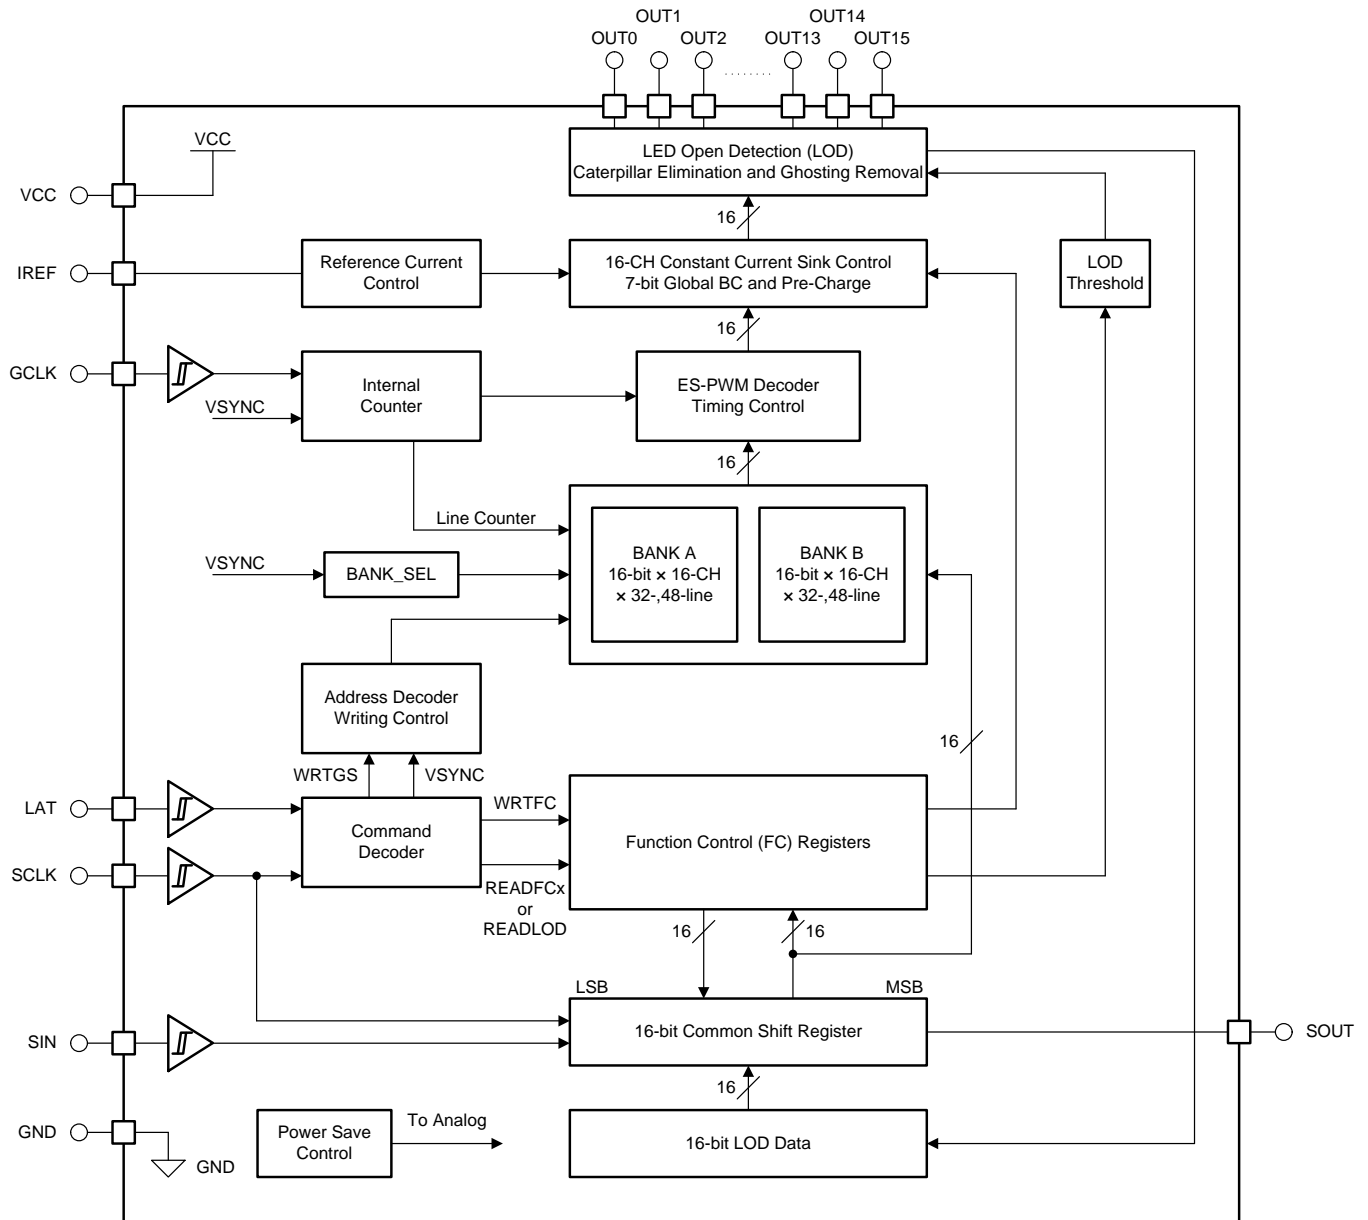 OUT1
OUT14
OUT0
OUT2
OUT13
OUT15
........
VCC
LED Open Detection (LOD)
Caterpillar Elimination and Ghosting Removal
VCC
16
IREF
Reference Current
Control
16-CH Constant Current Sink Control
7-bit Global BC and Pre-Charge
LOD
Threshold
16
GCLK
VSYNC
Internal
Counter
ES-PWM Decoder
Timing Control
16
Line Counter
VSYNC
BANK_SEL
BANK A
16-bit × 16-CH
× 32-,48-line
BANK B
16-bit × 16-CH
× 32-,48-line
Address Decoder
Writing Control
16
WRTGS
VSYNC
LAT
SCLK
Command
Decoder
WRTFC
READFCx
or
READLOD
Function Control (FC) Registers
16
16
LSB
MSB
SIN
16-bit Common Shift Register
SOUT
16
GND
GND
Power Save
Control
To Analog
16-bit LOD Data